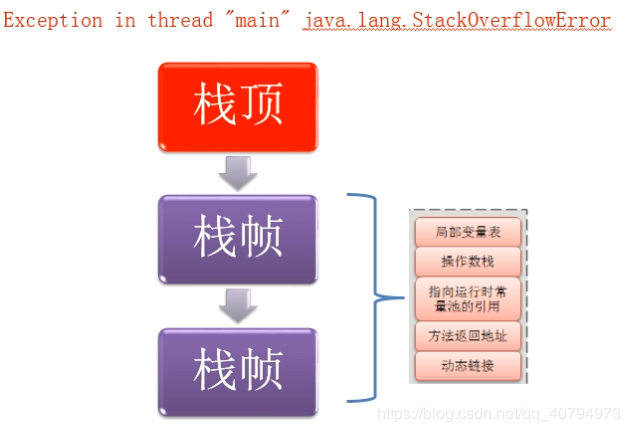 Exception in thread "main" java.lang.StackOverflowError
栈顶
栈帧
栈帧
局部变量表
操作数栈
指向运行时常
量池的引用
方法返回地址
动态链接
https://blog.csdn.net/qq_40794973